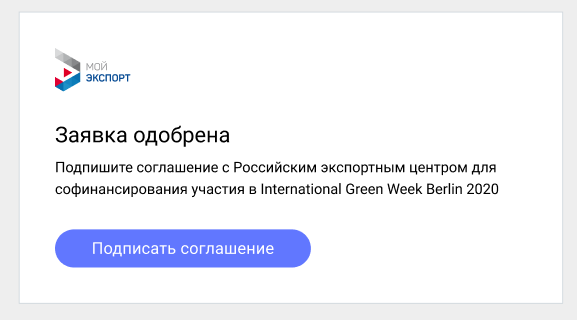 МОЙ
ЭКСПОРТ
Заявка одобрена
Подпишите соглашение с Российским экспортным центром для
софинансирования участия в International Green Week Berlin 2020
Подписать соглашение